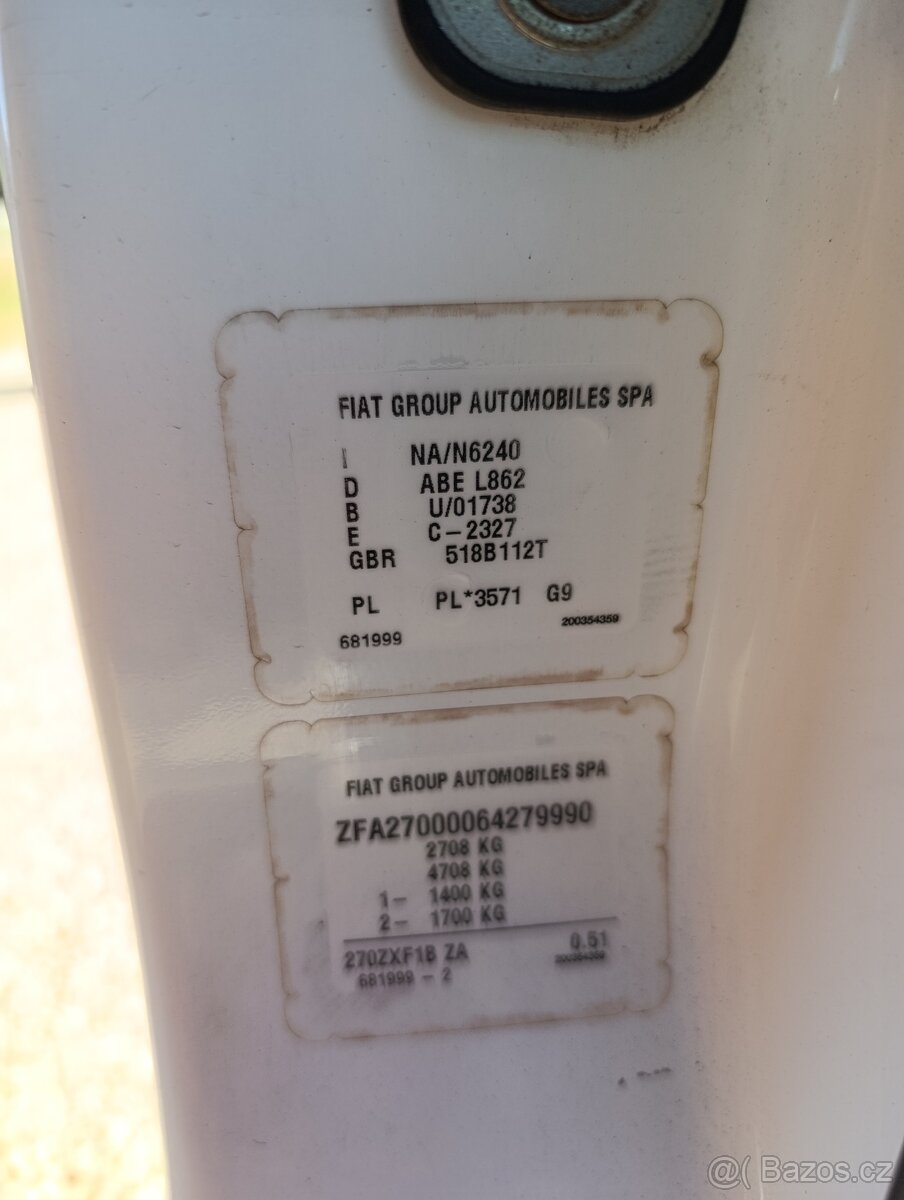 FIAT GROUP AUTOMOBILES SPA
I NA/N6240
D ABE L862
B U/01738
E C-2327
GBR 518B112T
PL PL*3571 G9
681999 200354359
FIAT GROUP AUTOMOBILES SPA
ZFA27000064279990
2708 KG
4708 KG
1- 1400 KG
2- 1700 KG
270ZXF1B ZA 0.51
681999 - 2 200354359
@( Bazos.cz